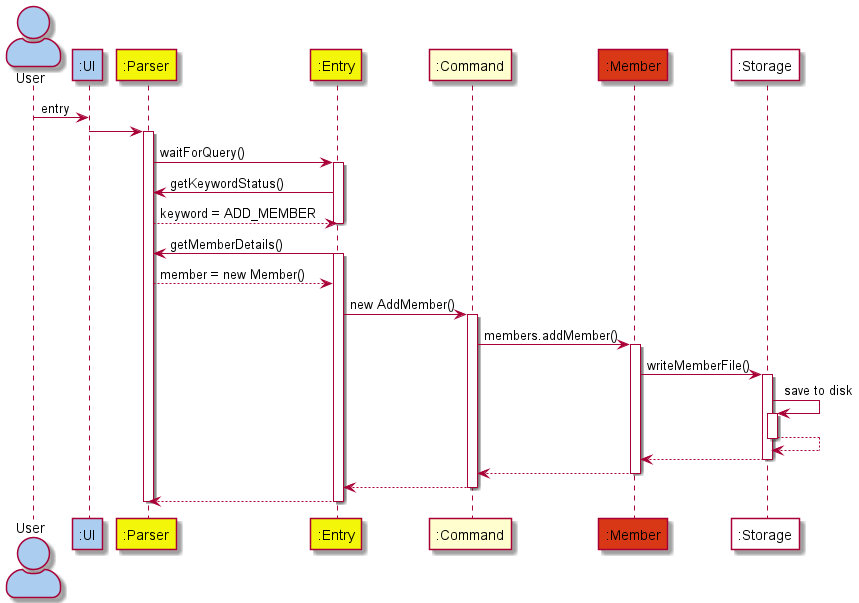 User
:UI
:Parser
:Entry
:Command
:Member
:Storage
entry
waitForQuery()
getKeywordStatus()
keyword = ADD_MEMBER
getMemberDetails()
member = new Member()
new AddMember()
members.addMember()
writeMemberFile()
save to disk
User
:UI
:Parser
:Entry
:Command
:Member
:Storage